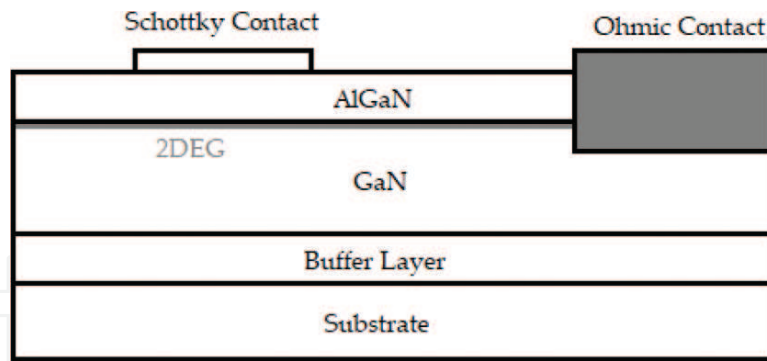 Schottky Contact
Ohmic Contact
AlGaN
2DEG
GaN
Buffer Layer
Substrate